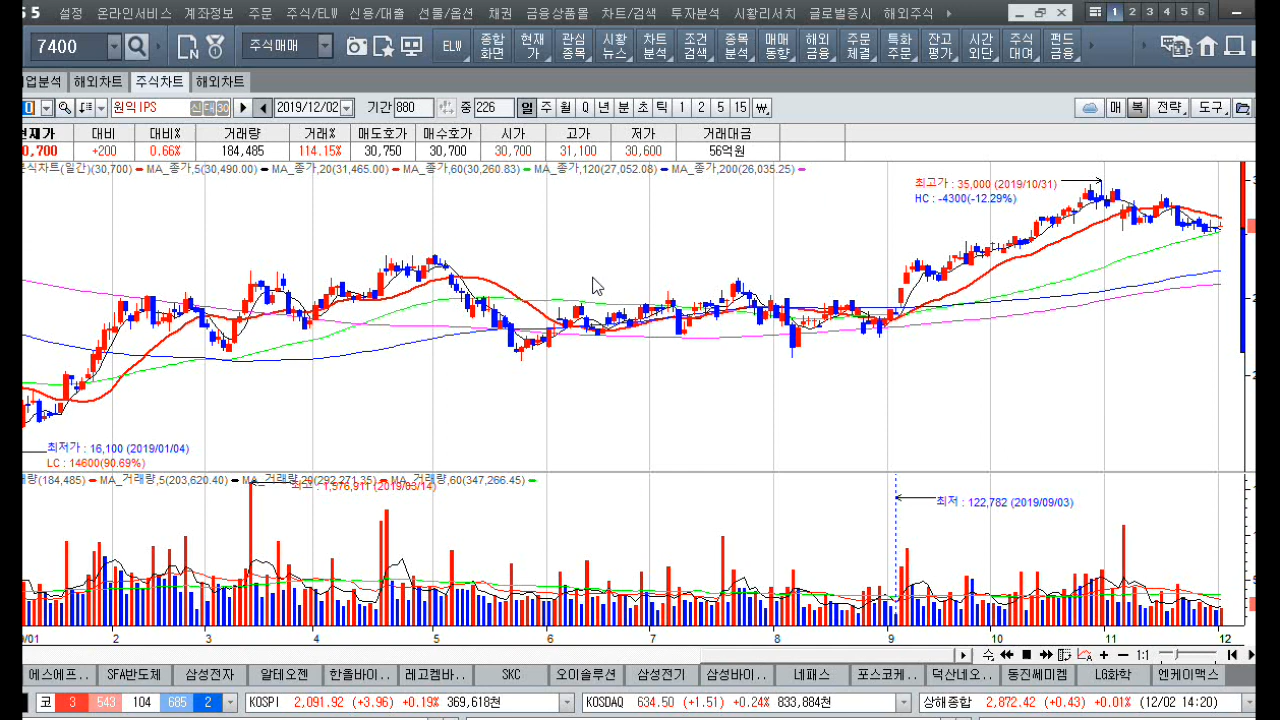 5 설정 온라인서비스 계좌정보 주문 주식/ELW 신용/대출 선물/옵션 채권 금융상품몰 차트/검색 투자분석 시황리서치 글로벌증시 해외주식 1 2 3 4 5 6
7400 주식매매 ELW 종합화면 현재가 관심종목 시황뉴스 차트분석 조건검색 종목분석 매매동향 해외금융 주문체결 특화주문 잔고평가 시간외단 주식대여 펀드금융
업분석 해외차트 주식차트 해외차트
원익IPS 신 대 30 2019/12/02 기간 880 중 226 일 주 월 Q 년 분 초 틱 1 2 5 15 매 복 전략 도구
현재가 대비 대비% 거래량 거래% 매도호가 매수호가 시가 고가 저가 거래대금
0,700 +200 0.66% 184,485 114.15% 30,750 30,700 30,700 31,100 30,600 56억원
식차트(일간)(30,700) MA_종가,5(30,490.00) MA_종가,20(31,465.00) MA_종가,60(30,260.83) MA_종가,120(27,052.08) MA_종가,200(26,035.25)
최고가 : 35,000 (2019/10/31)
HC : -4300(-12.29%)
최저가 : 16,100 (2019/01/04)
LC : 14600(90.69%)
량(184,485) MA_거래량,5(203,620.40) MA_거래량,20(292,271.35) MA_거래량,60(347,266.45)
최저 : 122,782 (2019/09/03)
/01 2 3 4 5 6 7 8 9 10 11 12
1:1
에스에프.. SFA반도체 삼성전자 알테오젠 한올바이.. 레고켐바.. SKC 오이솔루션 삼성전기 삼성바이.. 네패스 포스코케.. 덕산네오.. 동진쎄미켐 LG화학 엔케이맥스
코 3 543 104 685 2 KOSPI 2,091.92 (+3.96) +0.19% 369,618천 KOSDAQ 634.50 (+1.51) +0.24% 833,884천 상해종합 2,872.42 (+0.43) +0.01% (12/02 14:20)